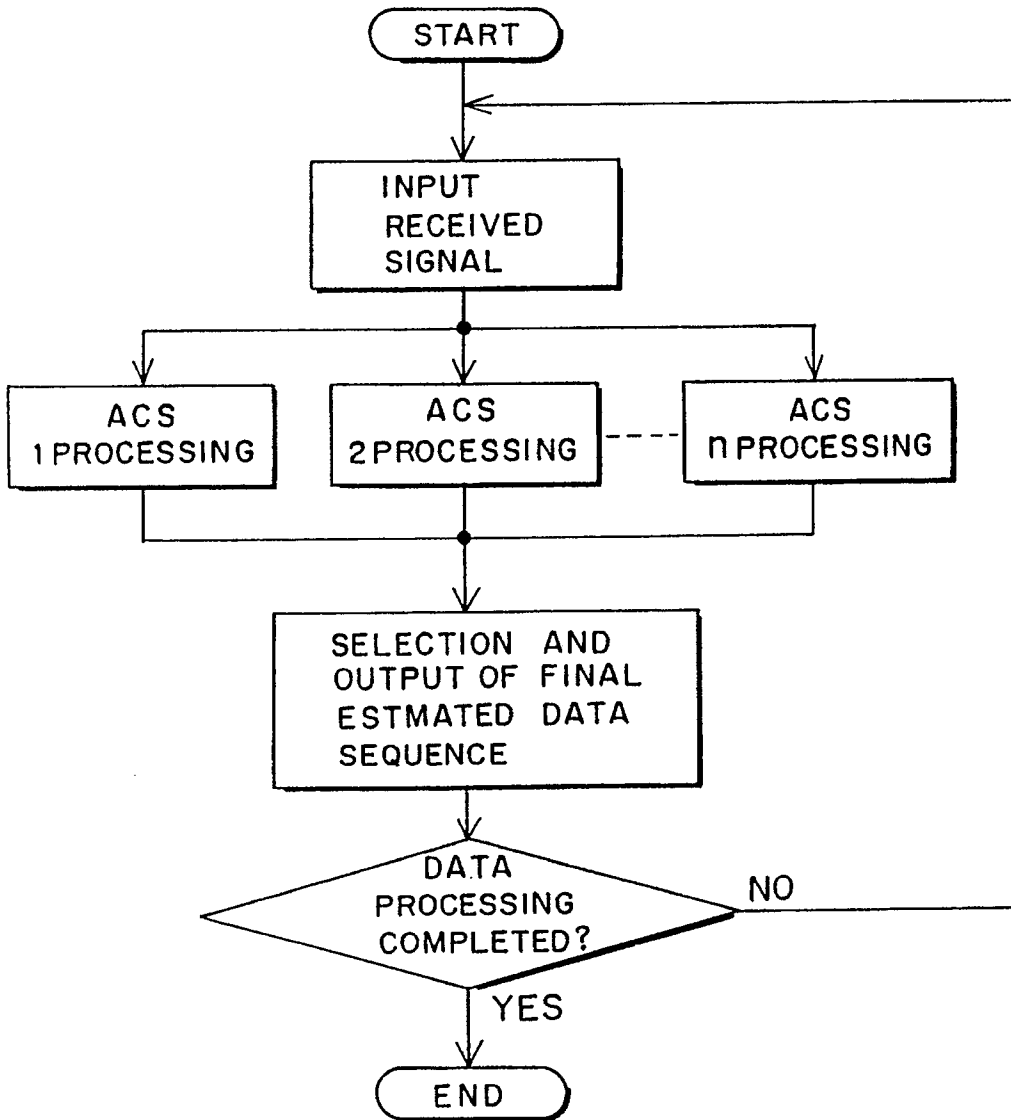 START
INPUT
RECEIVED
SIGNAL
ACS
1 PROCESSING
ACS
2 PROCESSING
ACS
n PROCESSING
SELECTION AND
OUTPUT OF FINAL
ESTMATED DATA
SEQUENCE
DATA
PROCESSING
COMPLETED?
NO
YES
END